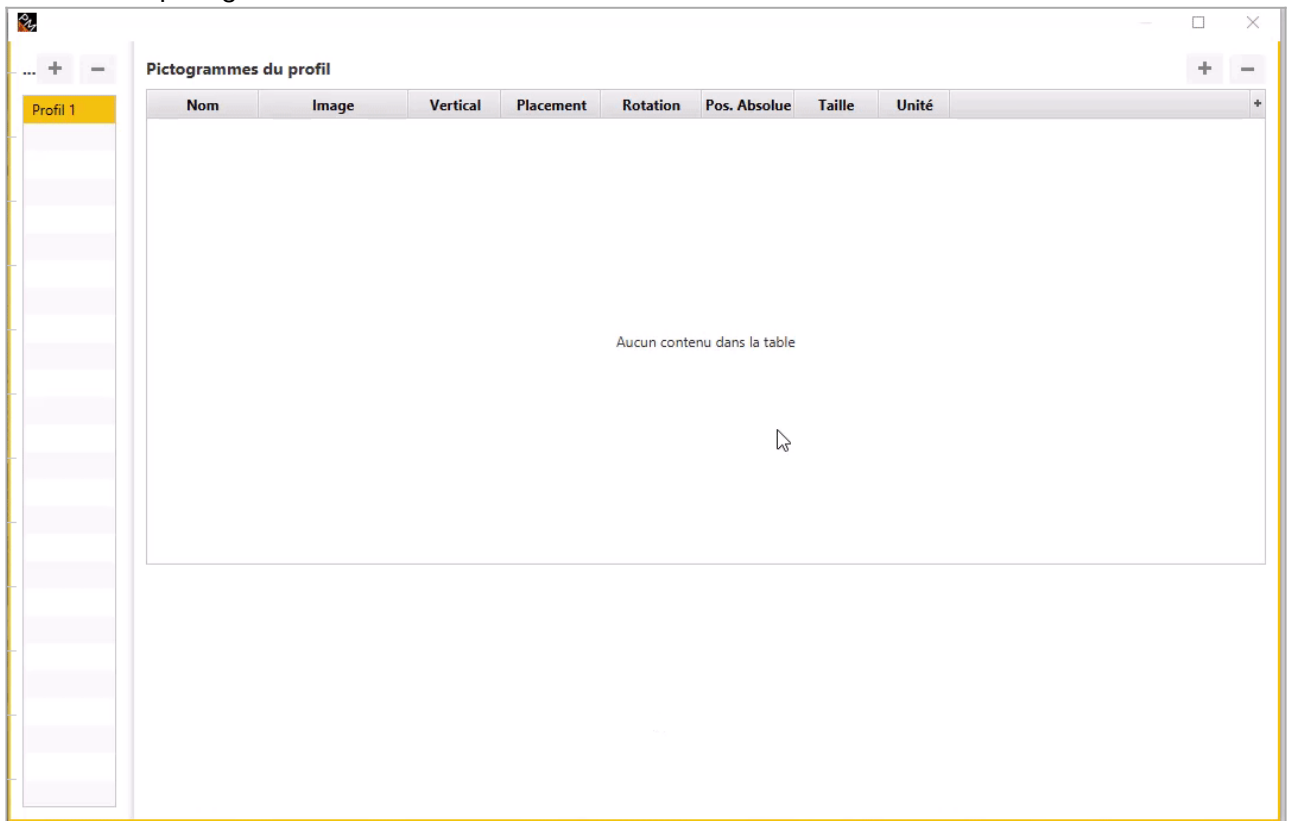 ... + −
Pictogrammes du profil + −
Profil 1
Nom Image Vertical Placement Rotation Pos. Absolue Taille Unité +
Aucun contenu dans la table